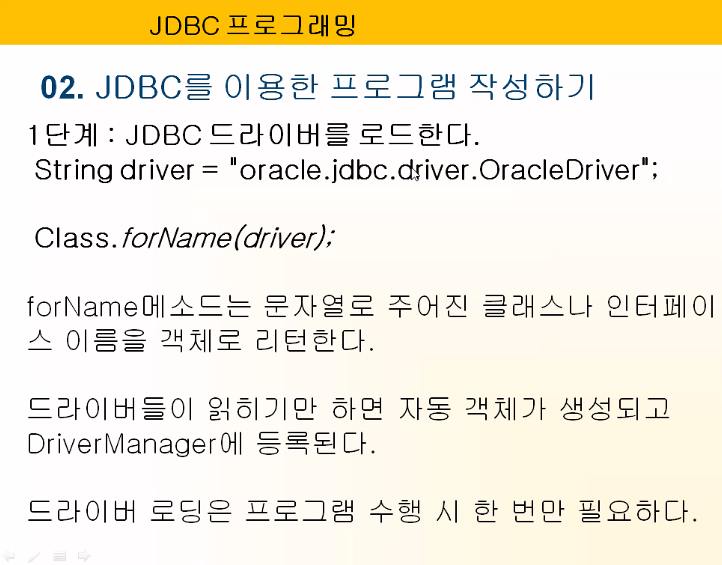 JDBC 프로그래밍
02. JDBC를 이용한 프로그램 작성하기
1단계 : JDBC 드라이버를 로드한다.
String driver = "oracle.jdbc.driver.OracleDriver";
Class.forName(driver);
forName메소드는 문자열로 주어진 클래스나 인터페이
스 이름을 객체로 리턴한다.
드라이버들이 읽히기만 하면 자동 객체가 생성되고
DriverManager에 등록된다.
드라이버 로딩은 프로그램 수행 시 한 번만 필요하다.